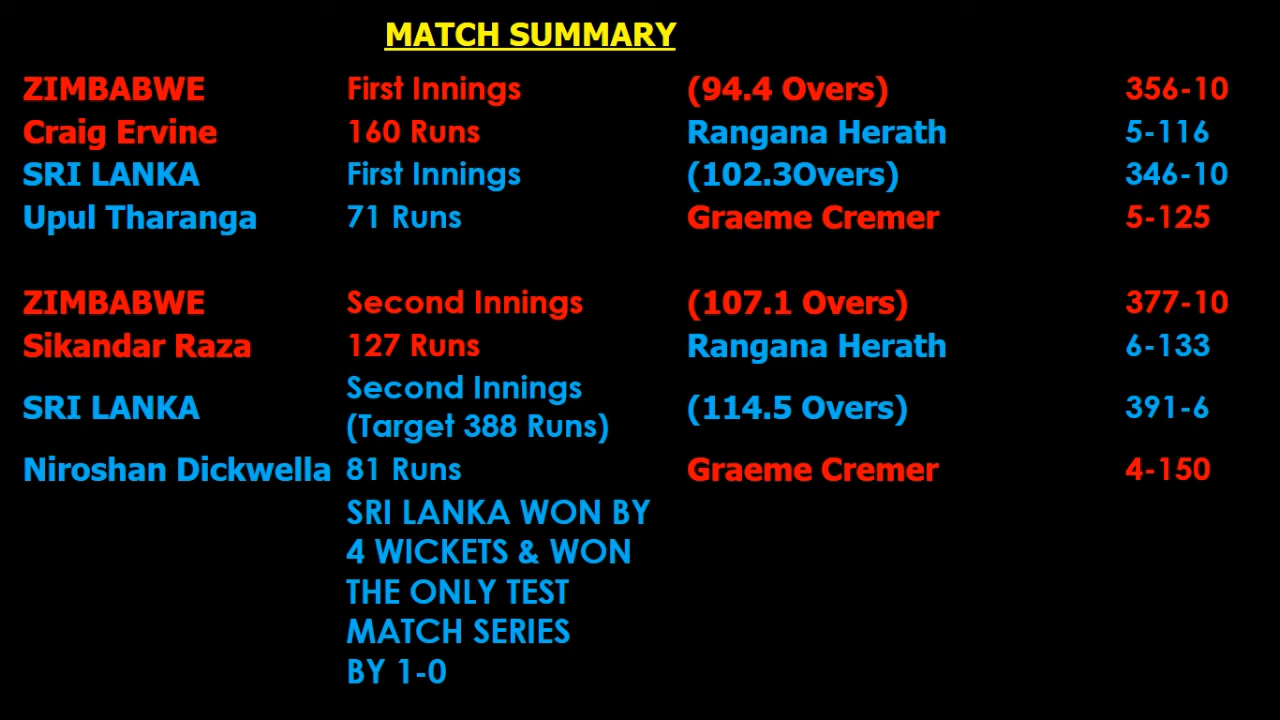 MATCH SUMMARY
ZIMBABWE First Innings (94.4 Overs) 356-10
Craig Ervine 160 Runs Rangana Herath 5-116
SRI LANKA First Innings (102.3Overs) 346-10
Upul Tharanga 71 Runs Graeme Cremer 5-125
ZIMBABWE Second Innings (107.1 Overs) 377-10
Sikandar Raza 127 Runs Rangana Herath 6-133
SRI LANKA Second Innings (114.5 Overs) 391-6
(Target 388 Runs)
Niroshan Dickwella 81 Runs Graeme Cremer 4-150
SRI LANKA WON BY
4 WICKETS & WON
THE ONLY TEST
MATCH SERIES
BY 1-0